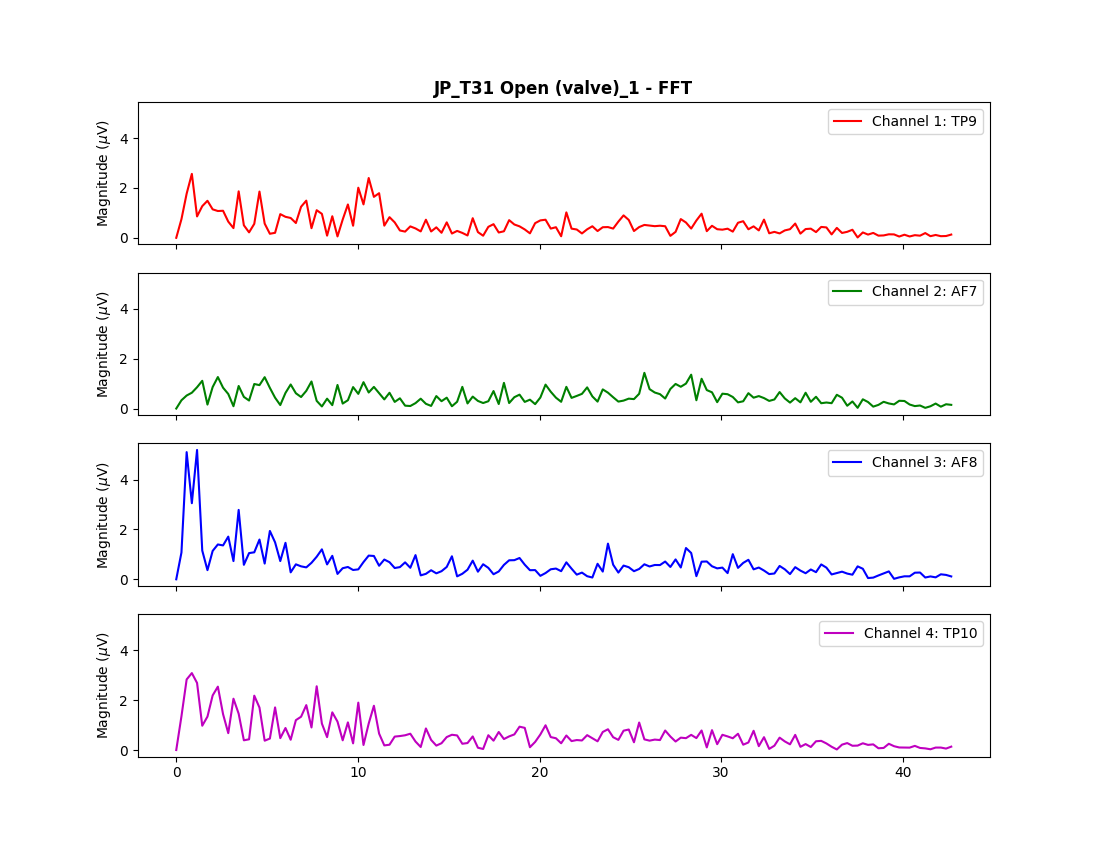 JP_T31 Open (valve)_1 - FFT
Magnitude (μV)
4
2
0
Channel 1: TP9
Magnitude (μV)
4
2
0
Channel 2: AF7
Magnitude (μV)
4
2
0
Channel 3: AF8
Magnitude (μV)
4
2
0
Channel 4: TP10
0 10 20 30 40